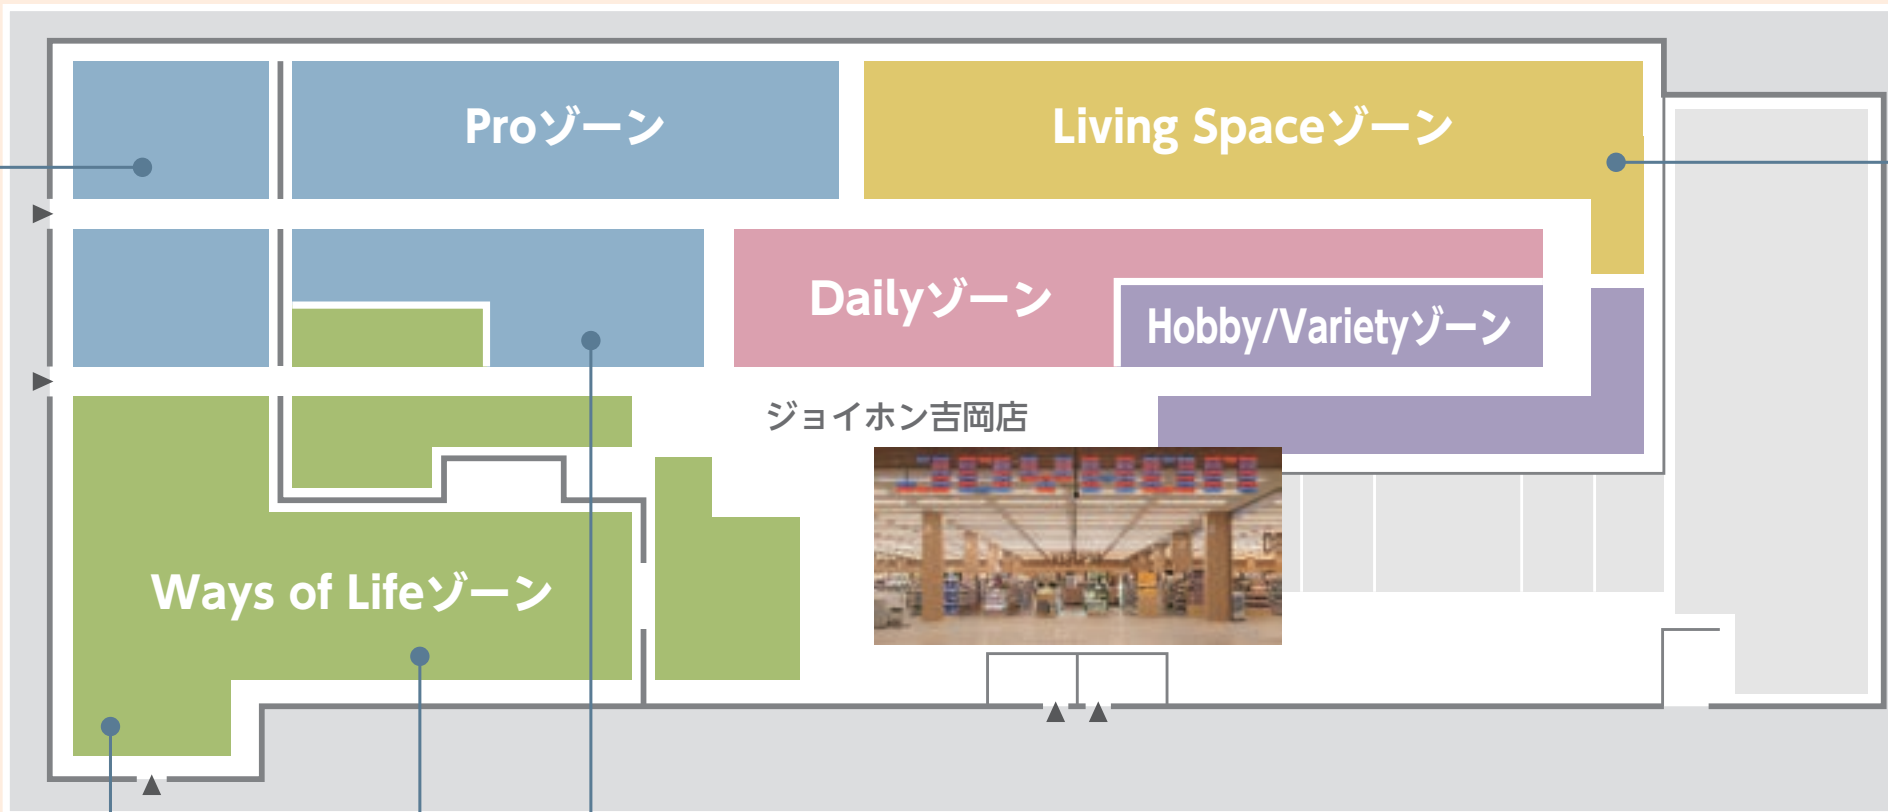 Proゾーン
Living Spaceゾーン
Dailyゾーン
Hobby/Varietyゾーン
ジョイホン吉岡店
Ways of Lifeゾーン